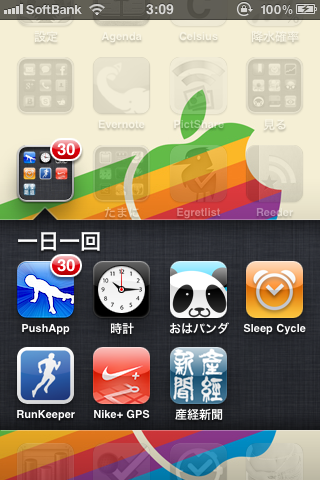 SoftBank 3:09 100%
設定 Agenda Celsius 降水確率
Evernote PictShare 見る
30
たまに Egretlist Reeder
一日一回
30
PushApp 時計 おはパンダ Sleep Cycle
産経新聞
RunKeeper Nike+ GPS 産経新聞